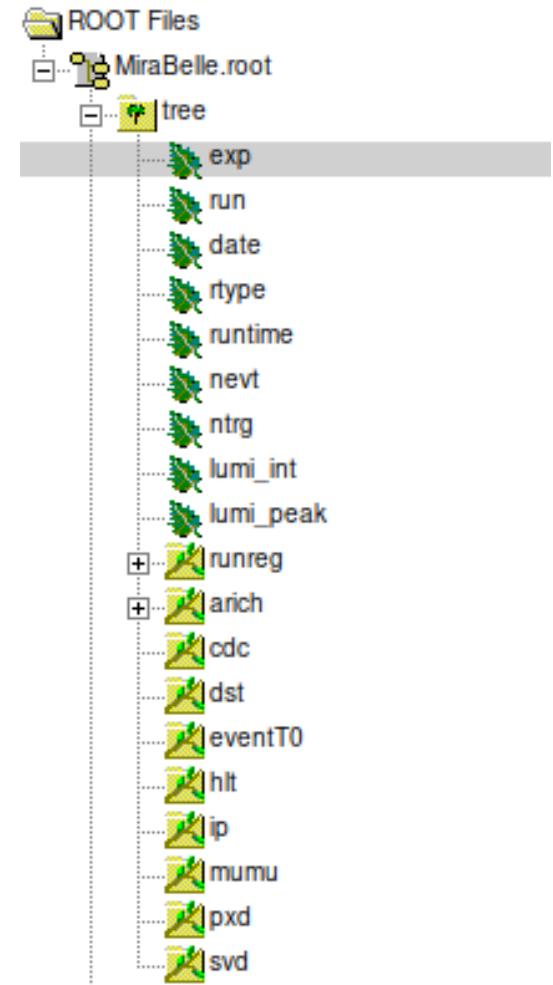 ROOT Files
MiraBelle.root
tree
exp
run
date
rtype
runtime
nevt
ntrg
lumi_int
lumi_peak
runreg
arich
cdc
dst
eventT0
hlt
ip
mumu
pxd
svd